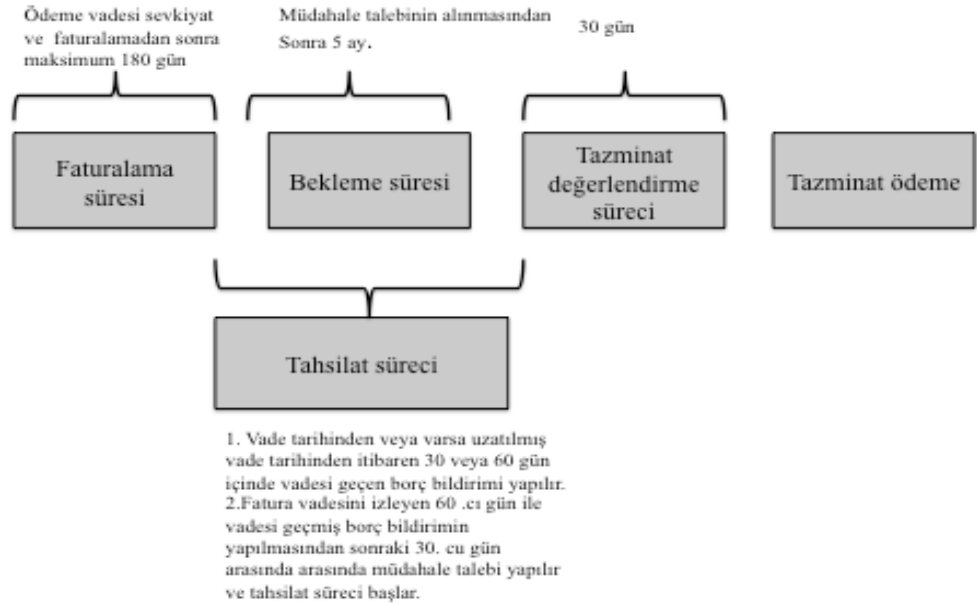 Ödeme vadesi sevkiyat
ve faturalamadan sonra
maksimum 180 gün
Müdahale talebinin alınmasından
Sonra 5 ay.
30 gün
Faturalama
süresi
Bekleme süresi
Tazminat
değerlendirme
süreci
Tazminat ödeme
Tahsilat süreci
1. Vade tarihinden veya varsa uzatılmış
vade tarihinden itibaren 30 veya 60 gün
içinde vadesi geçen borç bildirimi yapılır.
2.Fatura vadesini izleyen 60 .cı gün ile
vadesi geçmiş borç bildirimin
yapılmasından sonraki 30. cu gün
arasında arasında müdahale talebi yapılır
ve tahsilat süreci başlar.